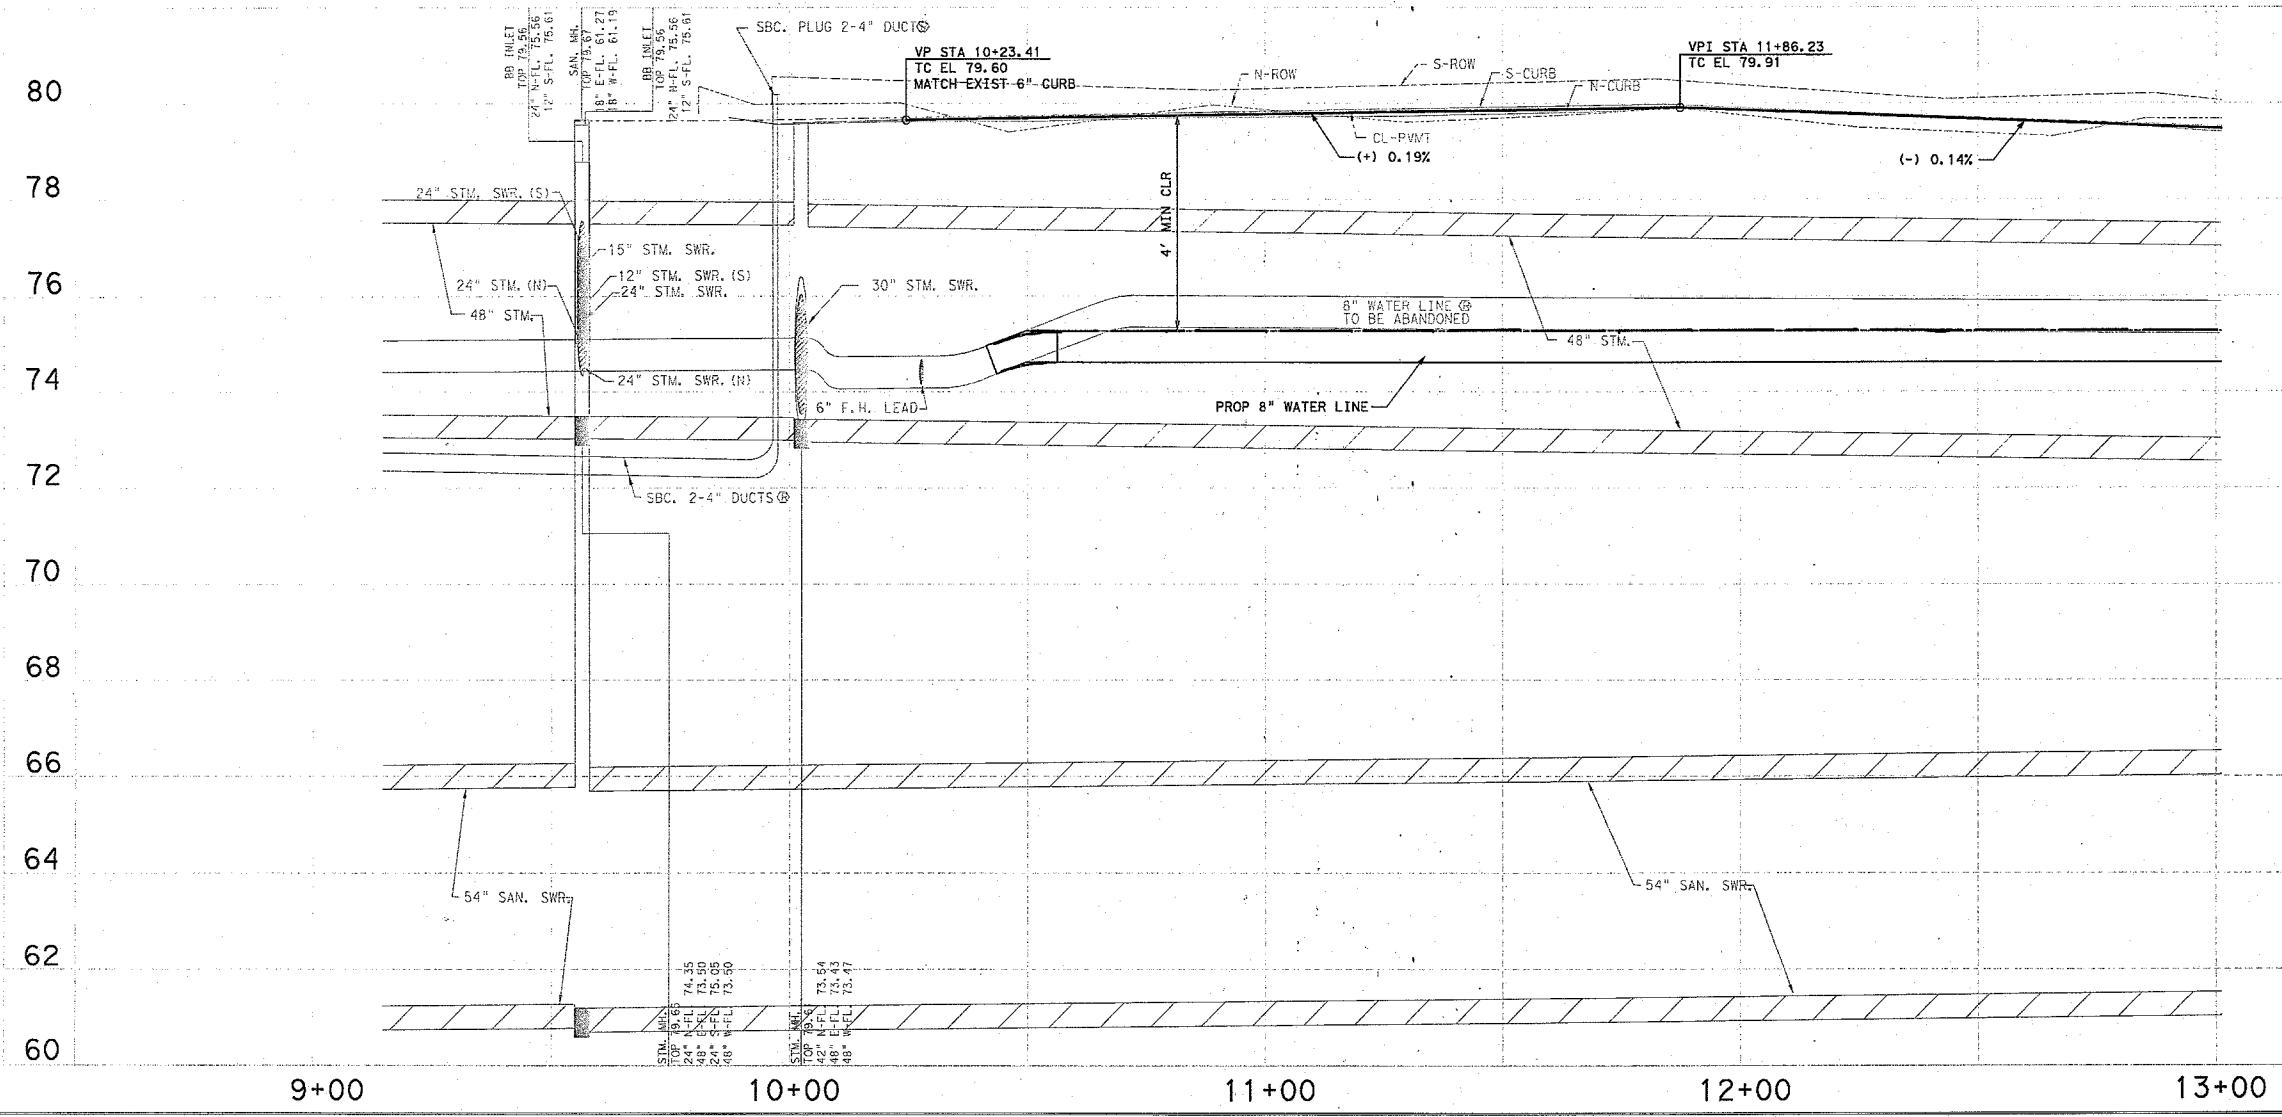 BB INLET
TOP 79.56
24" N-FL. 75.56
12" S-FL. 75.61
SAN. MH.
TOP 79.67
18" E-FL. 61.27
18" W-FL. 61.19
BB INLET
TOP 79.56
24" N-FL. 75.56
12" S-FL. 75.61
SBC. PLUG 2-4" DUCTS
VP STA 10+23.41
TC EL 79.60
MATCH EXIST 6" CURB
N-ROW
S-ROW
S-CURB
N-CURB
VPI STA 11+86.23
TC EL 79.91
CL-PVMT
(+) 0.19%
(-) 0.14%
80
78
76
74
72
70
68
66
64
62
60
24" STM. SWR. (S)
15" STM. SWR.
12" STM. SWR. (S)
24" STM. SWR.
24" STM. (N)
48" STM.
30" STM. SWR.
4' MIN CLR
8" WATER LINE Ⓡ
TO BE ABANDONED
48" STM.
24" STM. SWR. (N)
6" F.H. LEAD
PROP 8" WATER LINE
SBC. 2-4" DUCTS Ⓡ
54" SAN. SWR.
54" SAN. SWR.
STM. MH.
24" N-FL. 74.35
48" E-FL. 73.50
24" S-FL. 75.05
48" W-FL. 73.50
STM. MH.
42" N-FL. 73.54
48" E-FL. 73.43
48" W-FL. 73.47
9+00
10+00
11+00
12+00
13+00